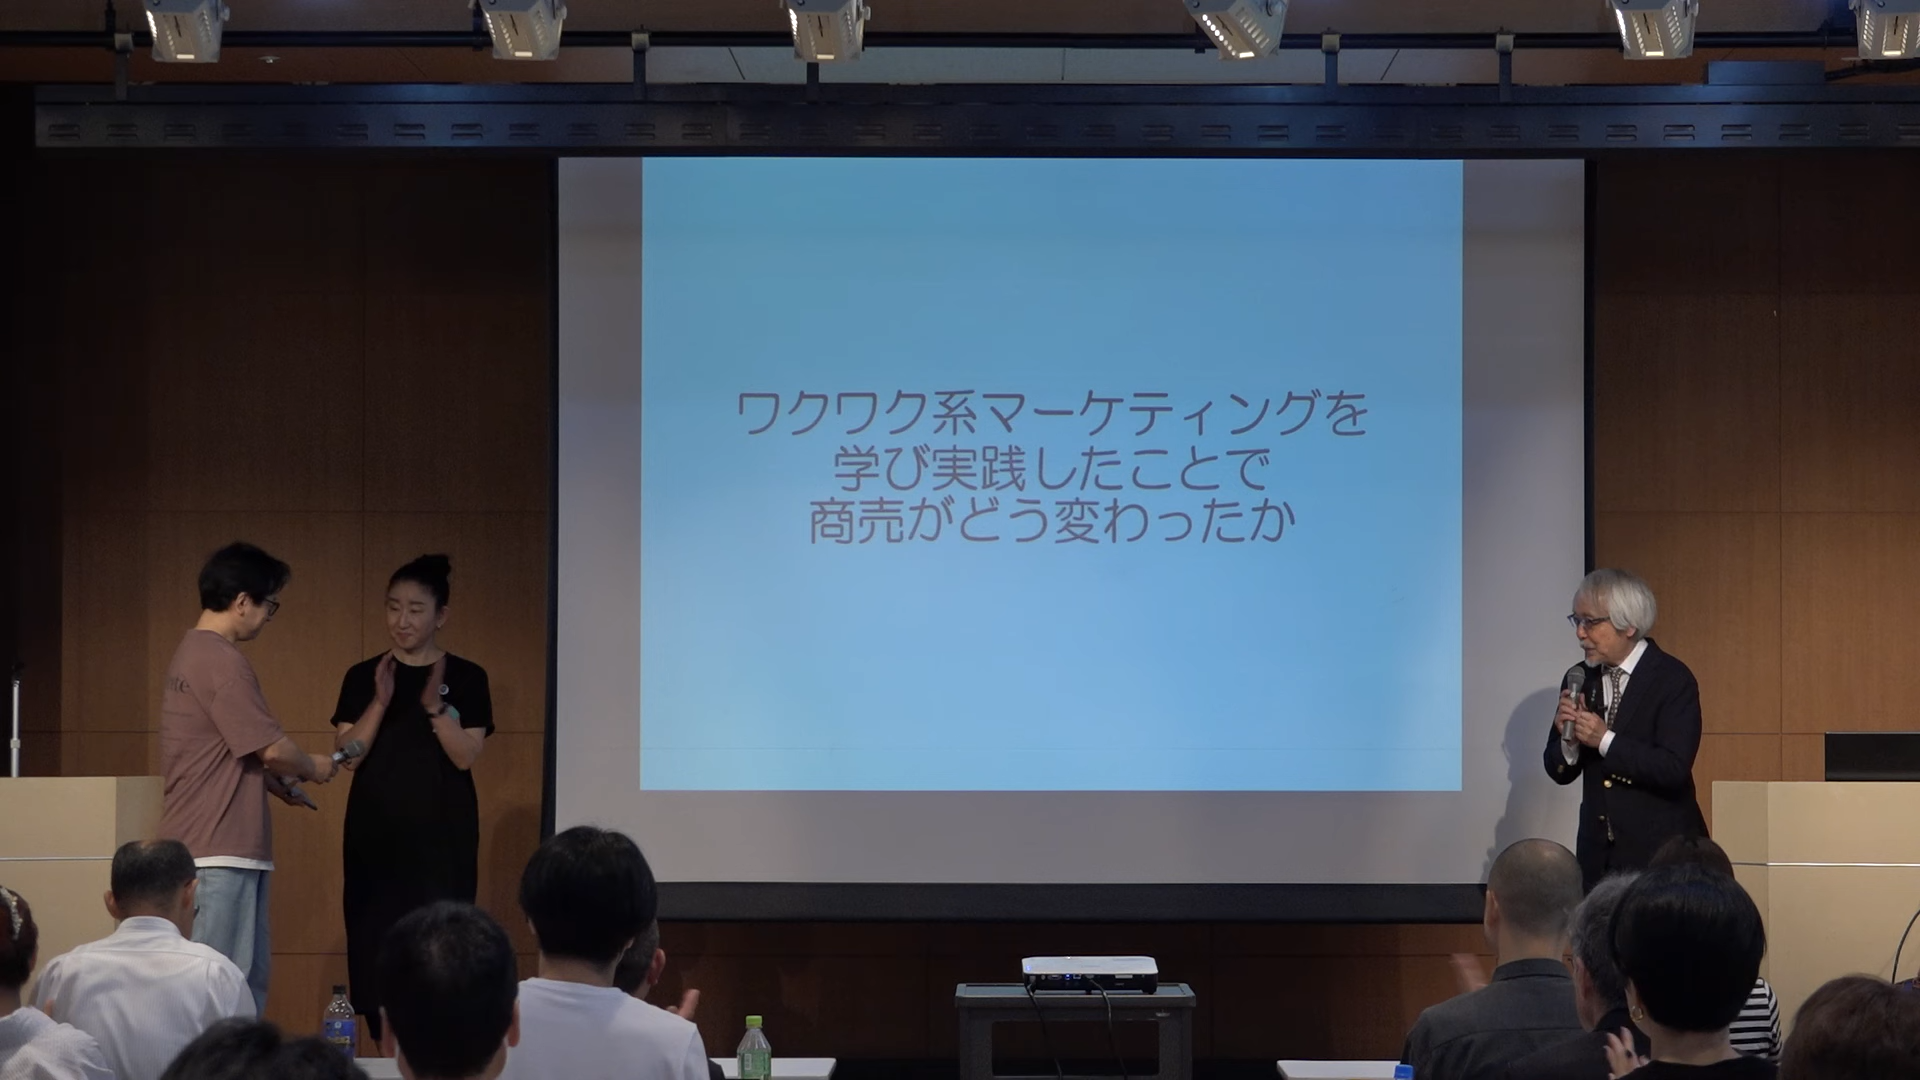 ワクワク系マーケティングを
学び実践したことで
商売がどう変わったか